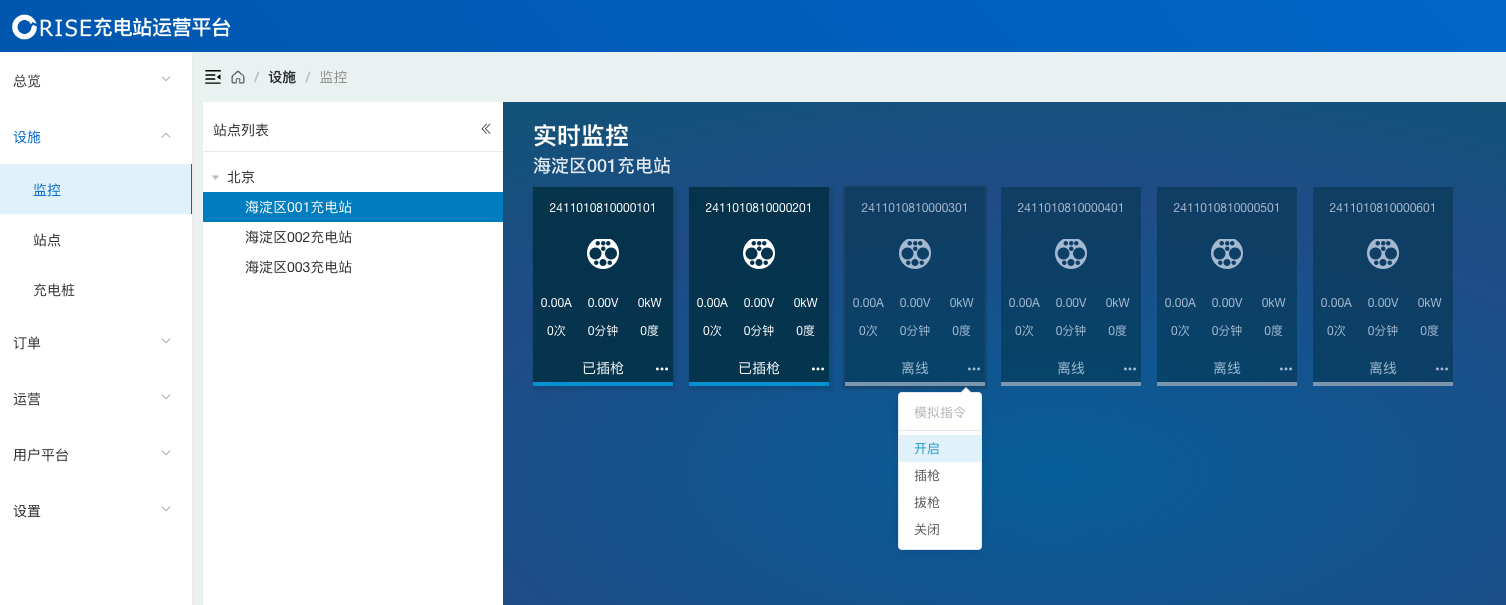 RISE充电站运营平台
总览
设施
监控
站点
充电桩
订单
运营
用户平台
设置
/ 设施 / 监控
站点列表
北京
海淀区001充电站
海淀区002充电站
海淀区003充电站
实时监控
海淀区001充电站
2411010810000101 2411010810000201 2411010810000301 2411010810000401 2411010810000501 2411010810000601
0.00A 0.00V 0kW 0.00A 0.00V 0kW 0.00A 0.00V 0kW 0.00A 0.00V 0kW 0.00A 0.00V 0kW 0.00A 0.00V 0kW
0次 0分钟 0度 0次 0分钟 0度 0次 0分钟 0度 0次 0分钟 0度 0次 0分钟 0度 0次 0分钟 0度
已插枪 已插枪 离线 离线 离线 离线
模拟指令
开启
插枪
拔枪
关闭